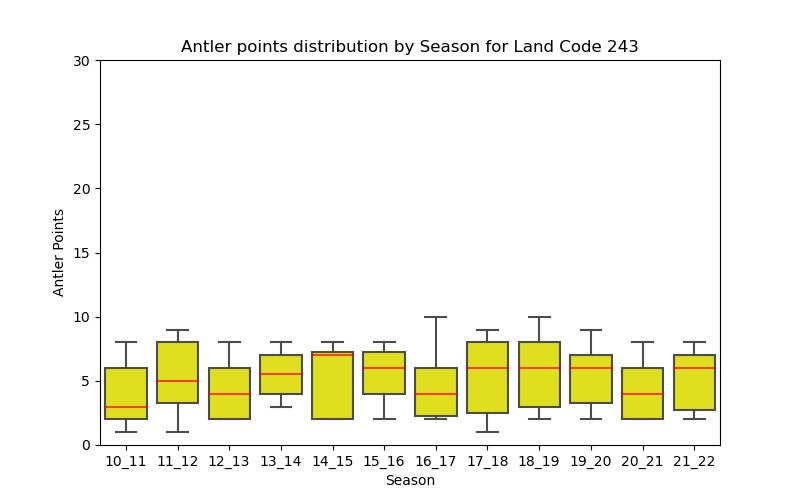 Antler points distribution by Season for Land Code 243
30
25
20
15
10
5
0
Antler Points
10_11 11_12 12_13 13_14 14_15 15_16 16_17 17_18 18_19 19_20 20_21 21_22
Season